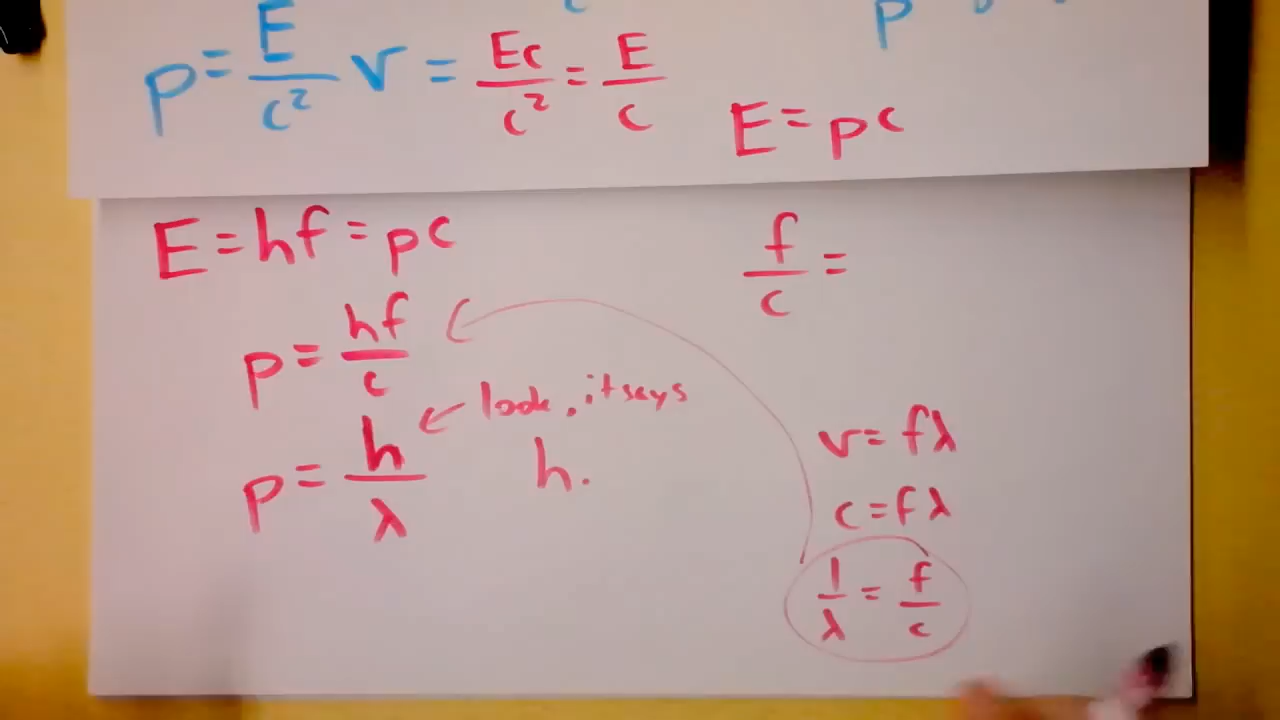 p = E/c² v = Ec/c² = E/c
E = pc
E = hf = pc
f/c =
p = hf/c
p = h/λ
look, it says
h.
v = fλ
c = fλ
1/λ = f/c